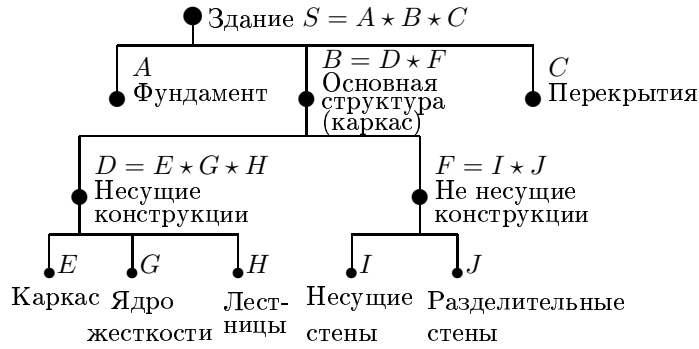 Здание S = A ⋆ B ⋆ C
A
Фундамент
B = D ⋆ F
Основная
структура
(каркас)
C
Перекрытия
D = E ⋆ G ⋆ H
Несущие
конструкции
F = I ⋆ J
Не несущие
конструкции
E
Каркас
G
Ядро
жесткости
H
Лест-
ницы
I
Несущие
стены
J
Разделительные
стены